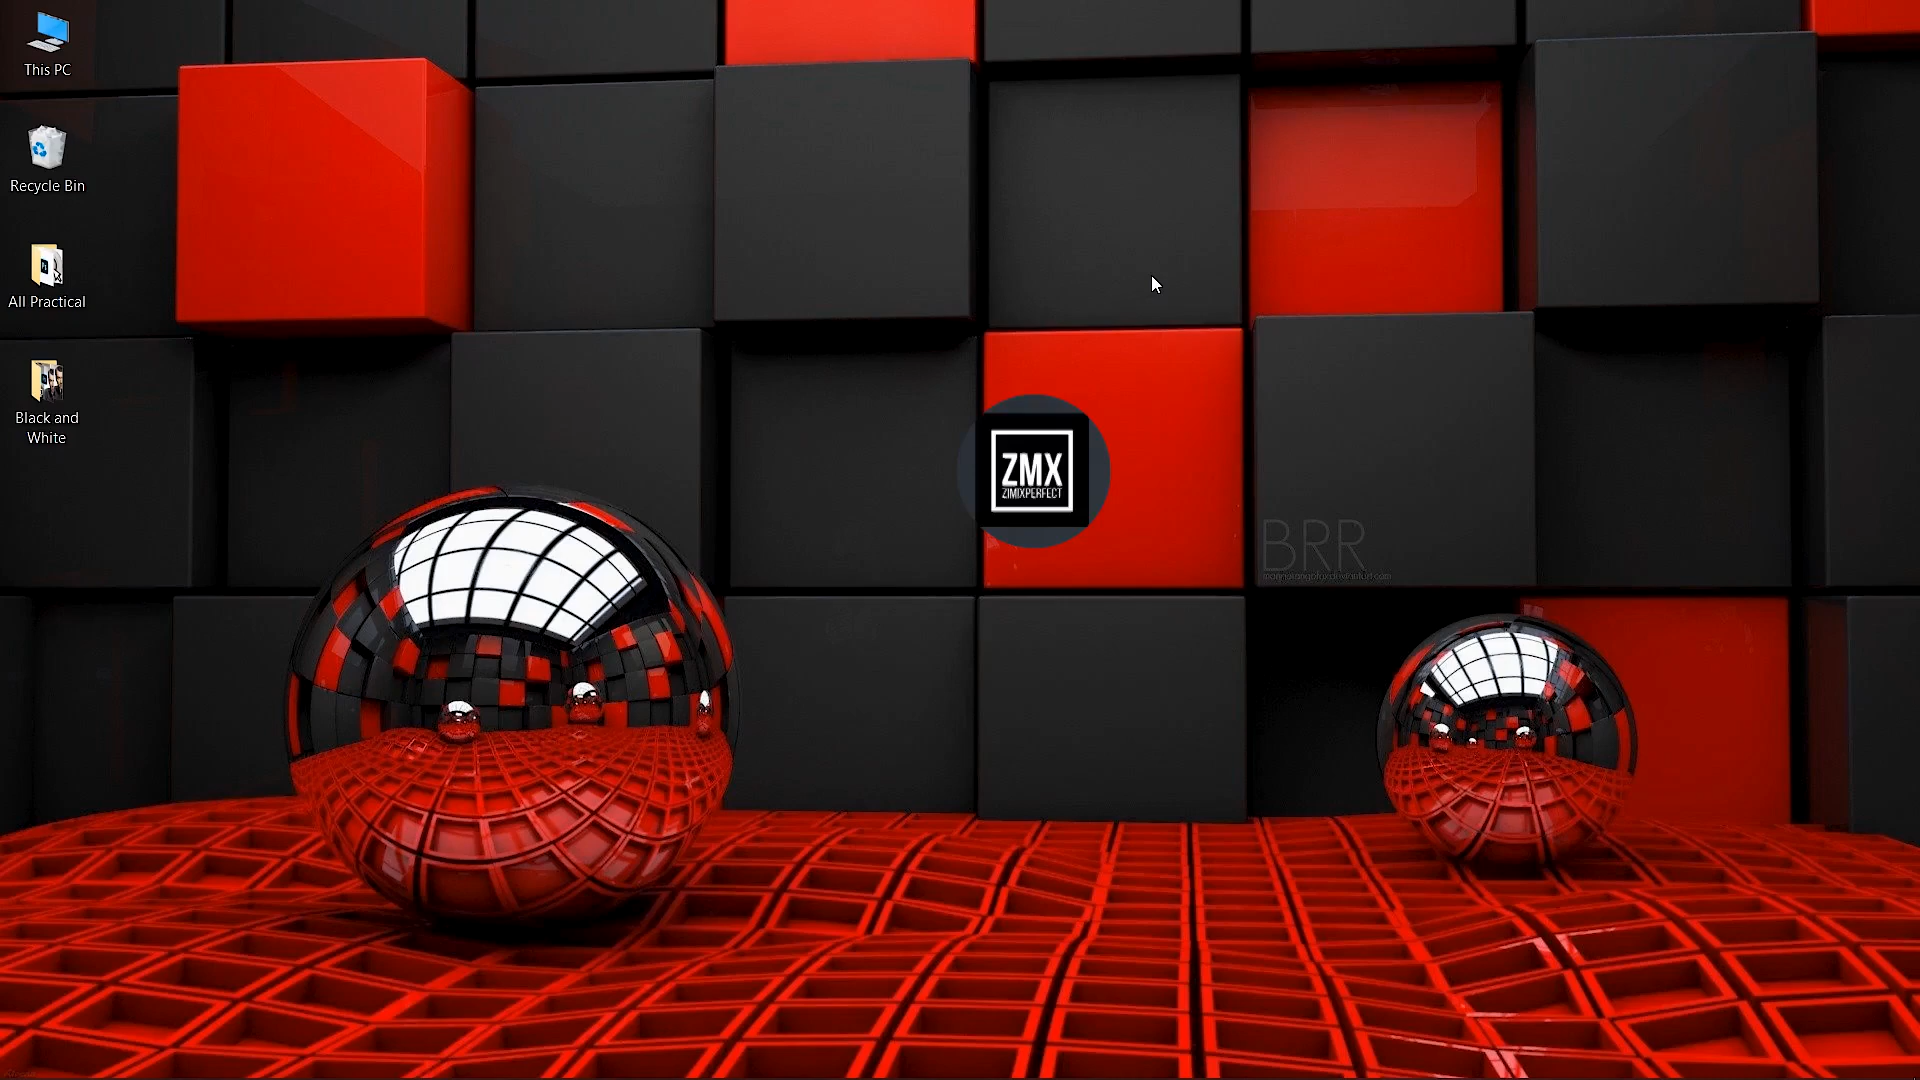 This PC
Recycle Bin
All Practical
Black and
White
ZMX
ZIMIXPERFECT
BRR